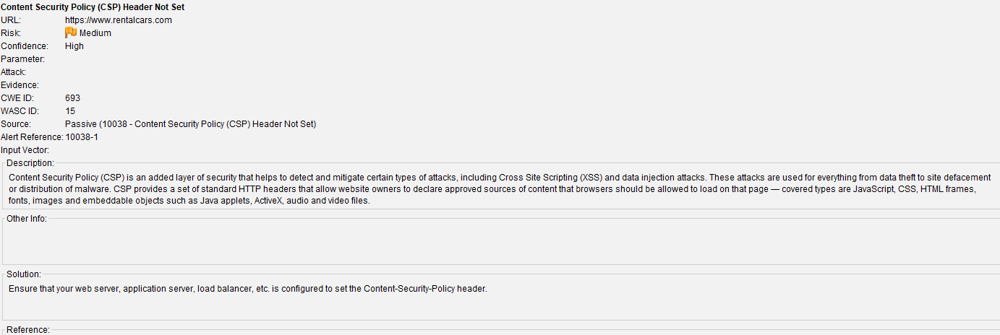 Content Security Policy (CSP) Header Not Set
URL: https://www.rentalcars.com
Risk: Medium
Confidence: High
Parameter:
Attack:
Evidence:
CWE ID: 693
WASC ID: 15
Source: Passive (10038 - Content Security Policy (CSP) Header Not Set)
Alert Reference: 10038-1
Input Vector:
Description:
Content Security Policy (CSP) is an added layer of security that helps to detect and mitigate certain types of attacks, including Cross Site Scripting (XSS) and data injection attacks. These attacks are used for everything from data theft to site defacement
or distribution of malware. CSP provides a set of standard HTTP headers that allow website owners to declare approved sources of content that browsers should be allowed to load on that page — covered types are JavaScript, CSS, HTML frames,
fonts, images and embeddable objects such as Java applets, ActiveX, audio and video files.
Other Info:
Solution:
Ensure that your web server, application server, load balancer, etc. is configured to set the Content-Security-Policy header.
Reference: